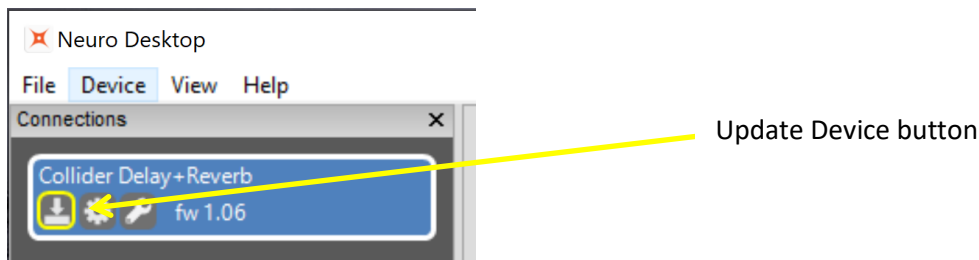 Neuro Desktop
File Device View Help
Connections
Update Device button
Collider Delay+Reverb
fw 1.06